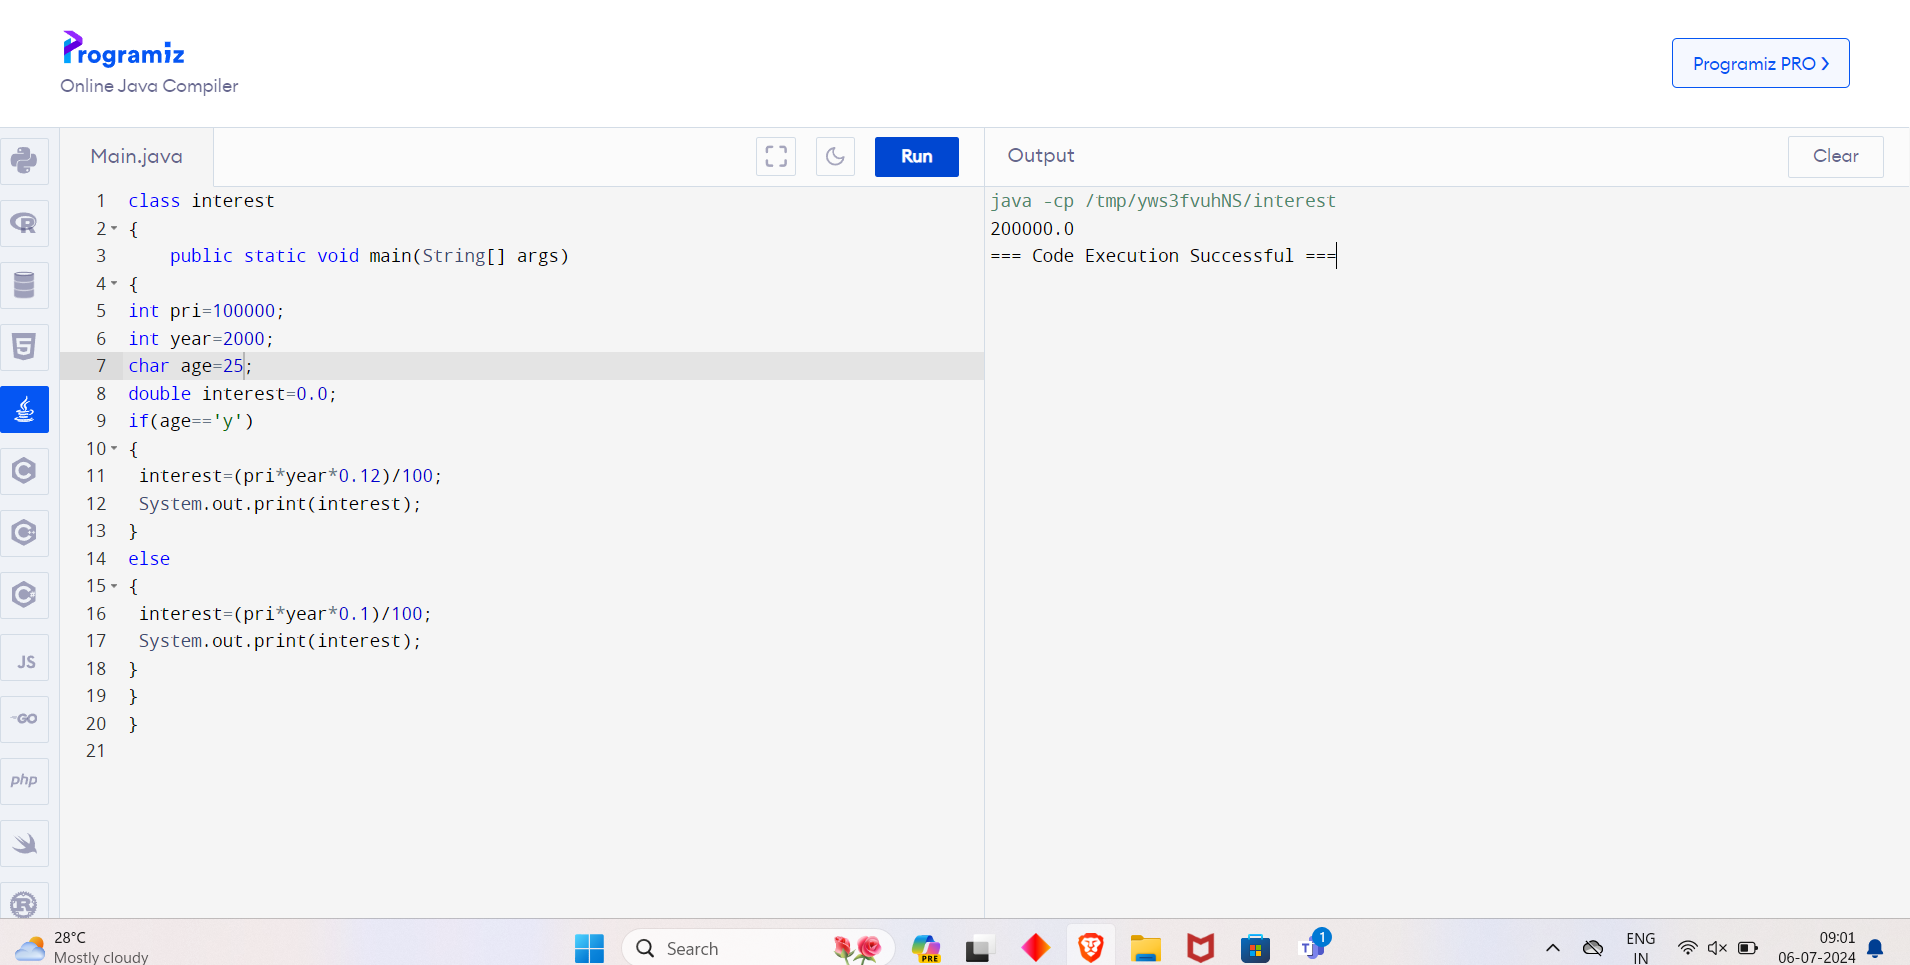 Programiz
Online Java Compiler
Programiz PRO ❯
Main.java
Run
Output
Clear
1 class interest
2 {
3     public static void main(String[] args)
4 {
5 int pri=100000;
6 int year=2000;
7 char age=25;
8 double interest=0.0;
9 if(age=='y')
10 {
11  interest=(pri*year*0.12)/100;
12  System.out.print(interest);
13 }
14 else
15 {
16  interest=(pri*year*0.1)/100;
17  System.out.print(interest);
18 }
19 }
20 }
21
java -cp /tmp/yws3fvuhNS/interest
200000.0
=== Code Execution Successful ===
R
5
C
C
C
JS
GO
php
R
28°C
Mostly cloudy
Search
PRE
T
1
ENG
IN
09:01
06-07-2024